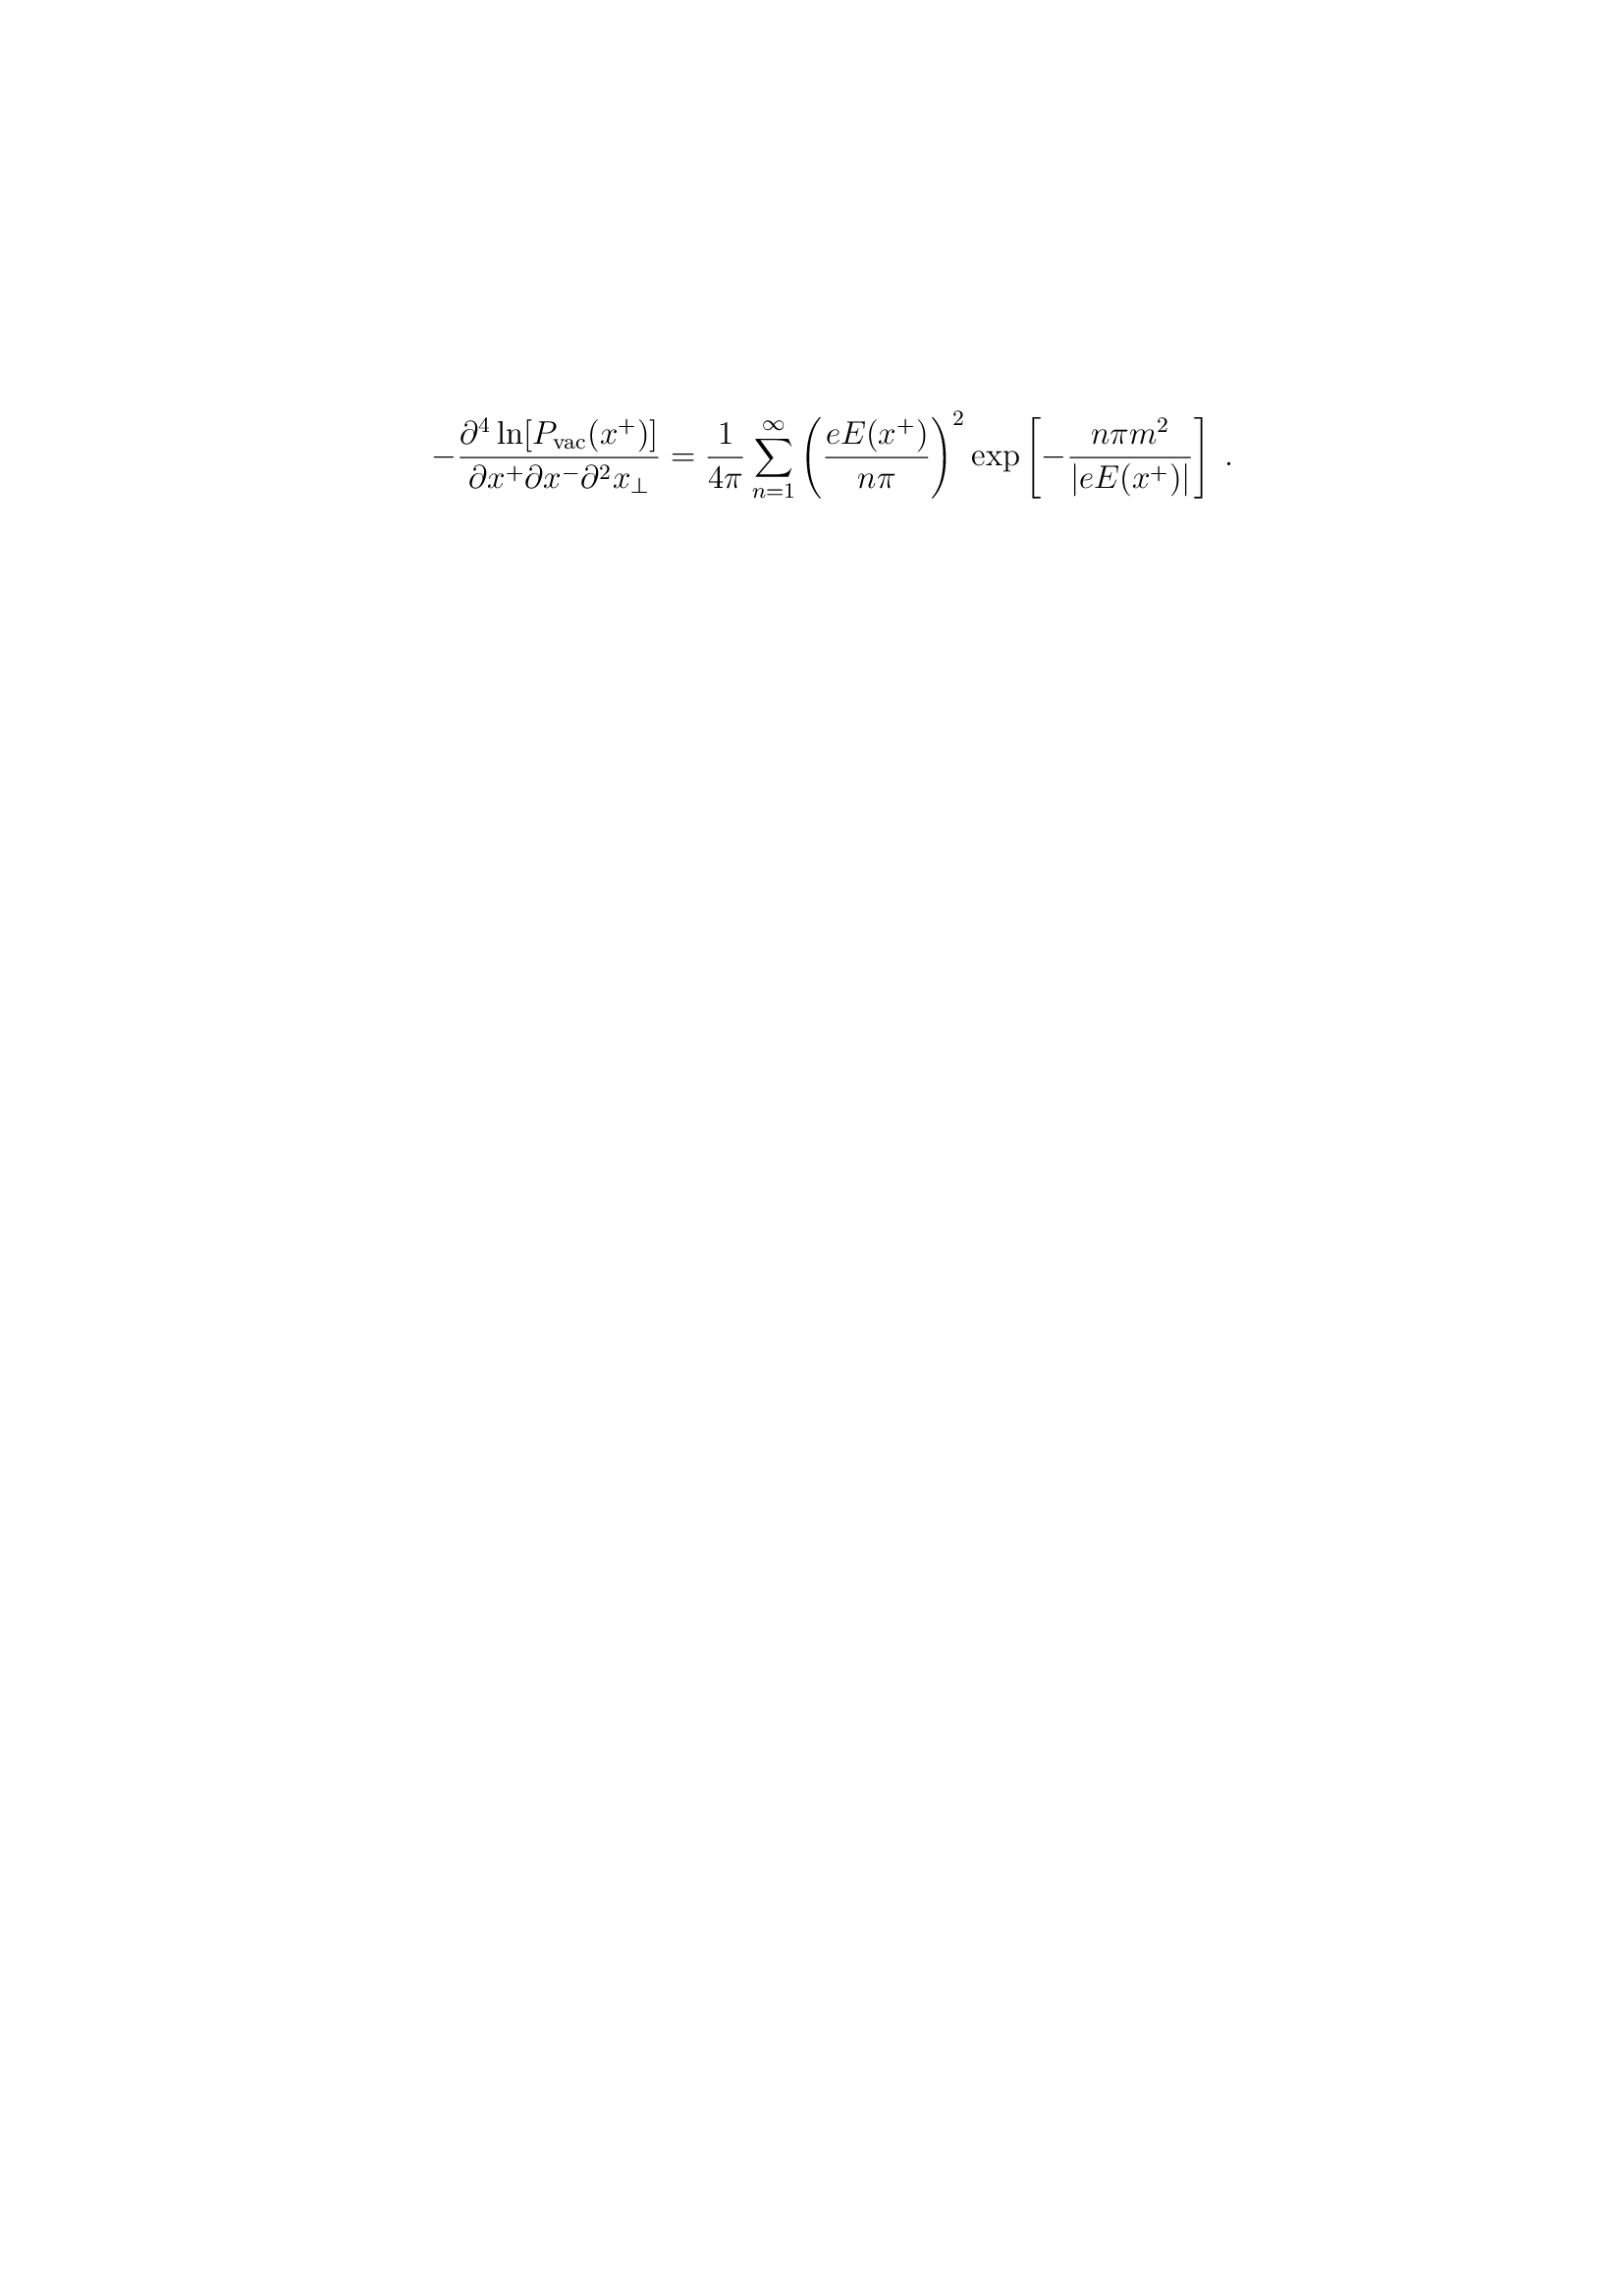 $$-\frac{\partial^4 \ln[P_{\rm vac}(x^+)]}{\partial x^+ \partial x^- \partial^2 x_\perp} = \frac{1}{4\pi} \sum_{n=1}^{\infty} \left( \frac{eE(x^+)}{n\pi} \right)^2 \exp\left[ -\frac{n\pi m^2}{|eE(x^+)|} \right] \; .$$